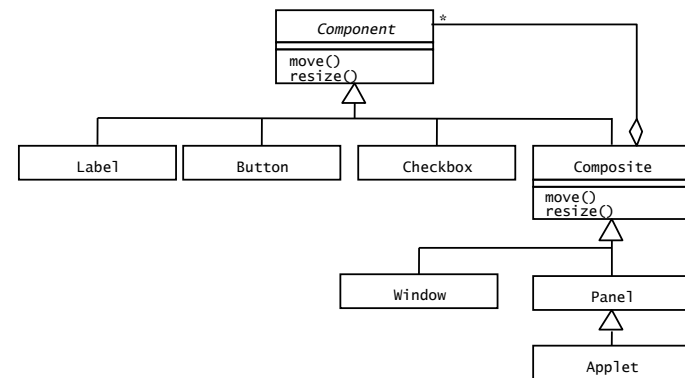 Component
*
move()
resize()
Label
Button
Checkbox
Composite
move()
resize()
Window
Panel
Applet